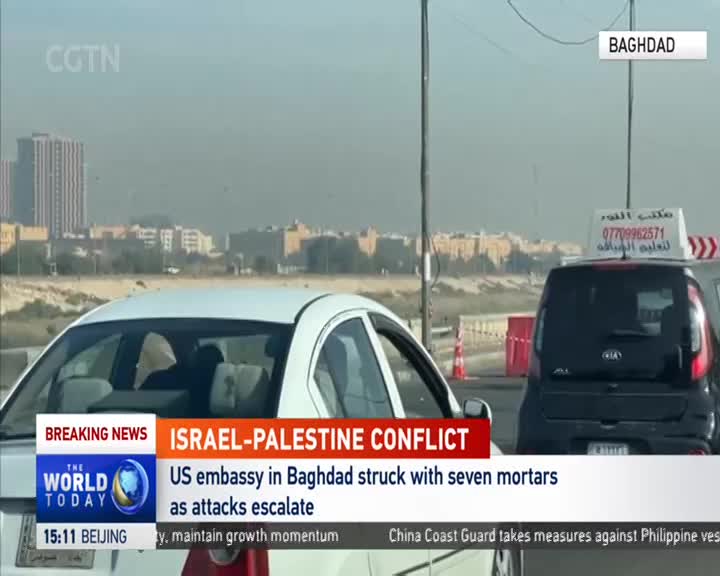 CGTN
BAGHDAD
مكتب النور
07709962571
لتعليم السياقة
KIA
BREAKING NEWS
ISRAEL-PALESTINE CONFLICT
THE WORLD TODAY
US embassy in Baghdad struck with seven mortars
as attacks escalate
15:11 BEIJING
ty, maintain growth momentum China Coast Guard takes measures against Philippine ves